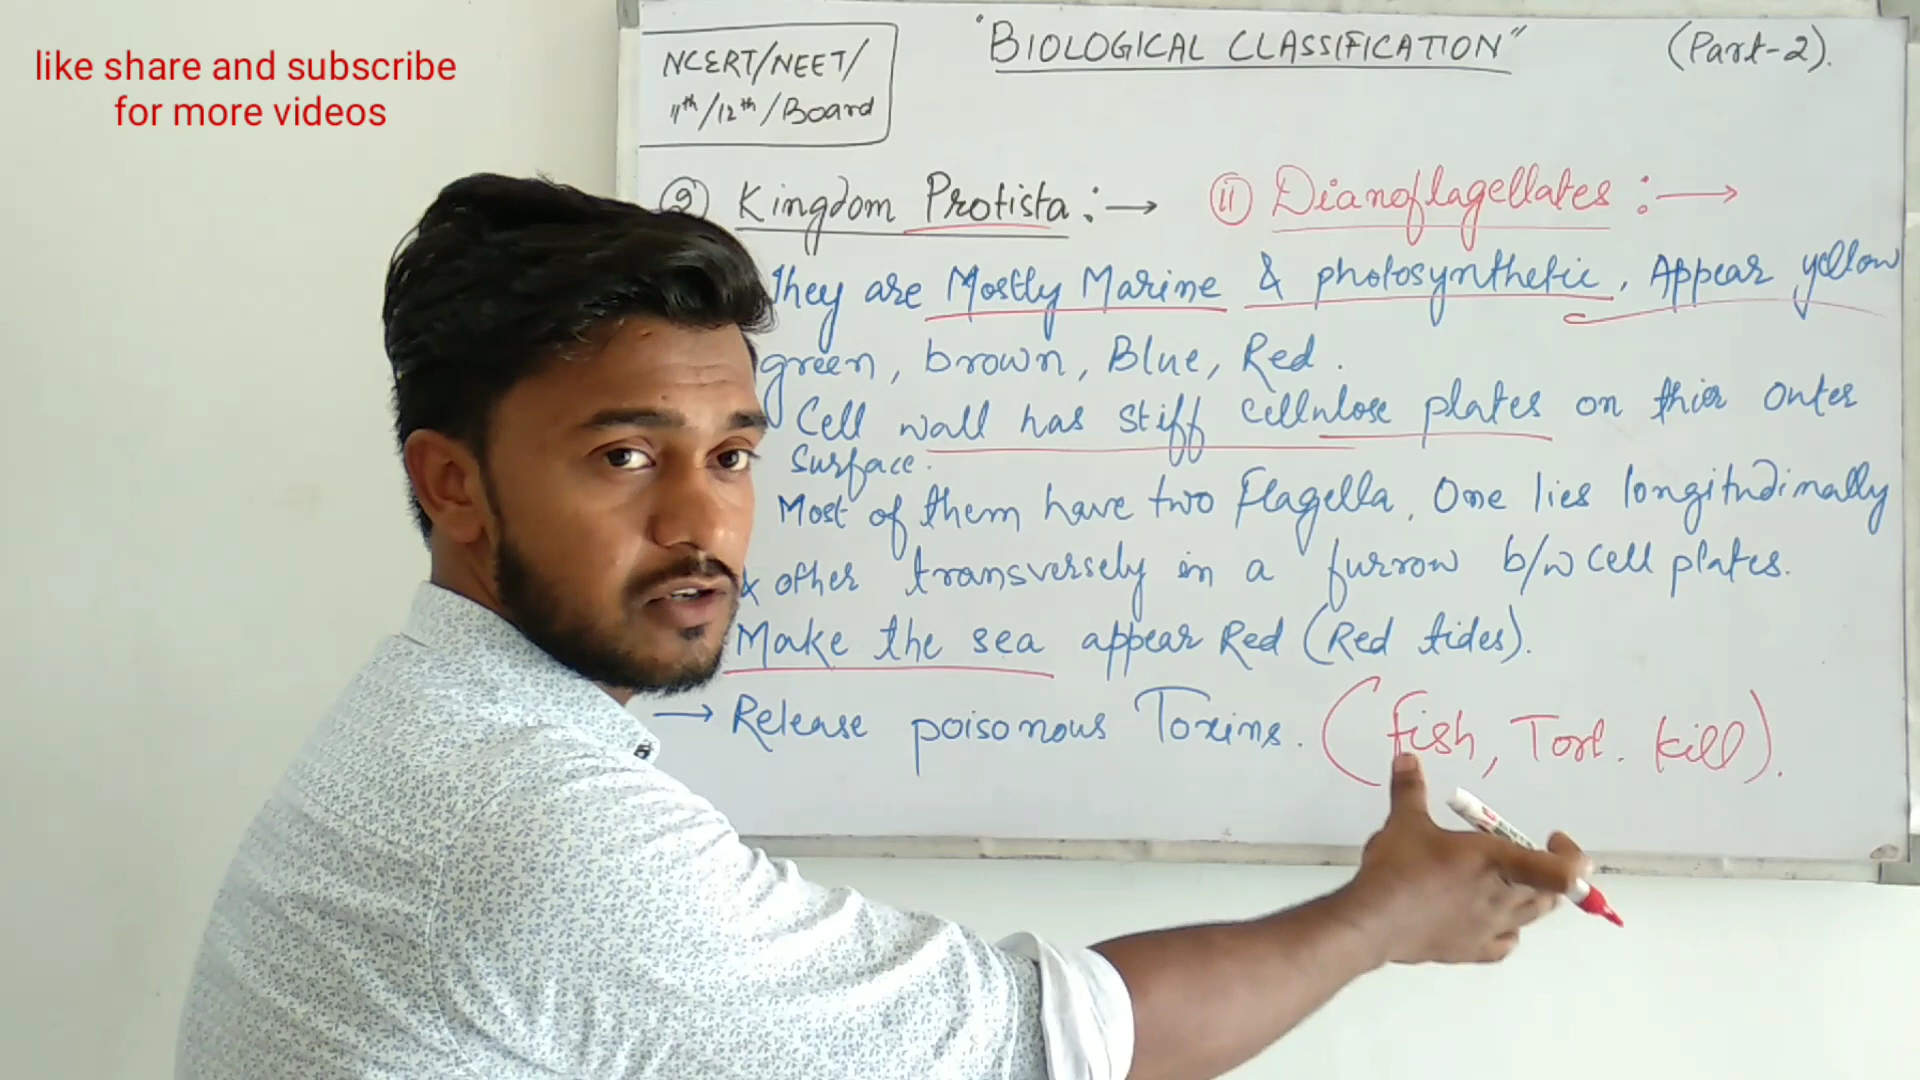 like share and subscribe
for more videos
NCERT/NEET/
11th/12th/Board
"BIOLOGICAL CLASSIFICATION"
(Part-2).
② Kingdom Protista :→
ⅱ Dianoflagellates :→
They are Mostly Marine & photosynthetic, Appear yellow
green, brown, Blue, Red.
Cell wall has stiff cellulose plates on thier outer
surface.
Most of them have two flagella, One lies longitudinally
& other transversely in a furrow b/w cell plates.
Make the sea appear Red (Red tides).
→ Release poisonous Toxins. (fish, Tort. kill).